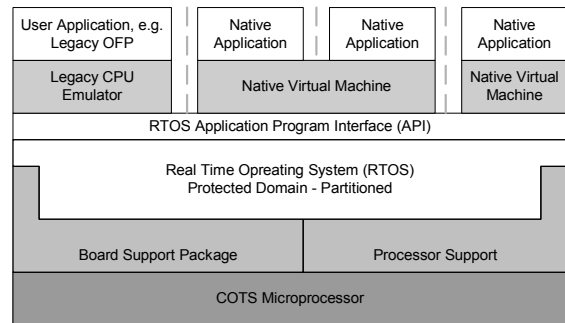 User Application, e.g.
Legacy OFP
Native
Application
Native
Application
Native
Application
Legacy CPU
Emulator
Native Virtual Machine
Native Virtual
Machine
RTOS Application Program Interface (API)
Real Time Opreating System (RTOS)
Protected Domain - Partitioned
Board Support Package
Processor Support
COTS Microprocessor